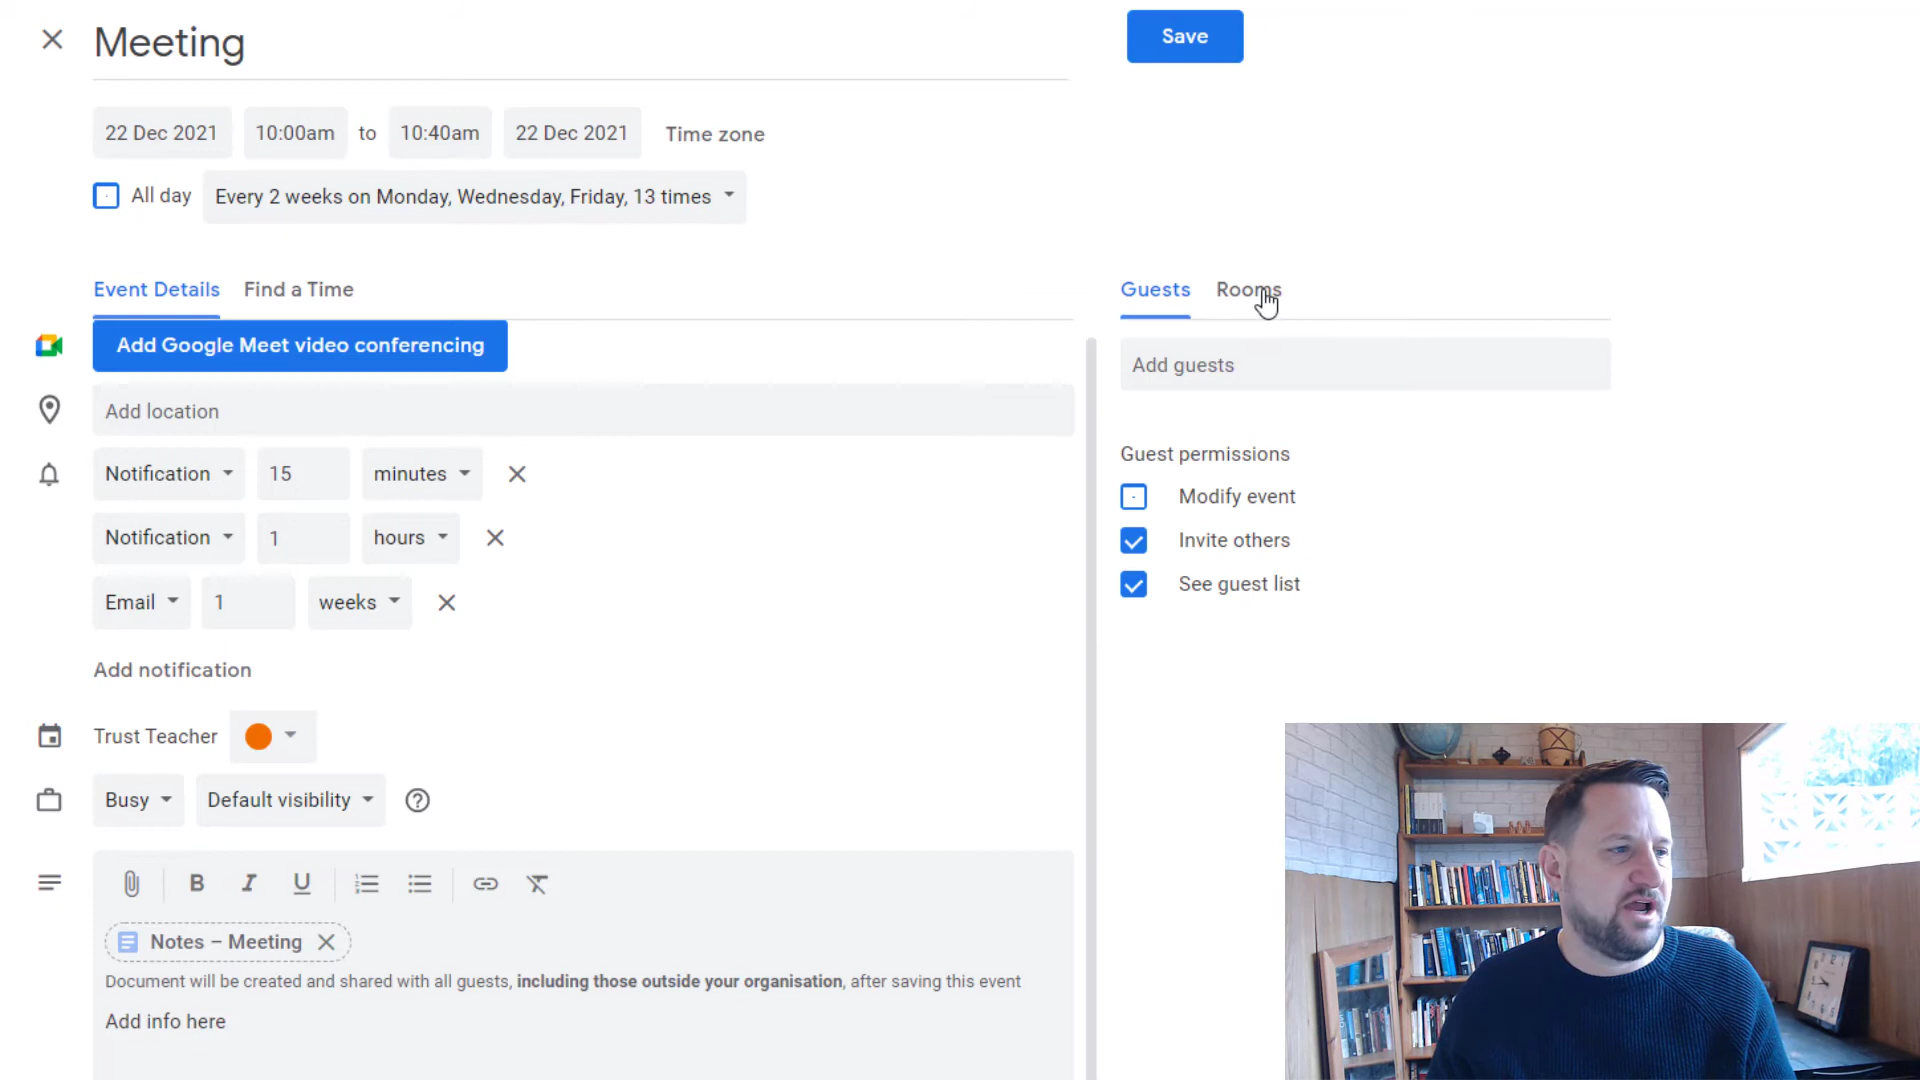 Meeting
Save
22 Dec 2021 10:00am to 10:40am 22 Dec 2021 Time zone
All day Every 2 weeks on Monday, Wednesday, Friday, 13 times
Event Details Find a Time
Guests Rooms
Add Google Meet video conferencing
Add guests
Add location
Notification 15 minutes
Guest permissions
Modify event
Notification 1 hours
Invite others
See guest list
Email 1 weeks
Add notification
Trust Teacher
Busy Default visibility
B I U
Notes – Meeting
Document will be created and shared with all guests, including those outside your organisation, after saving this event
Add info here